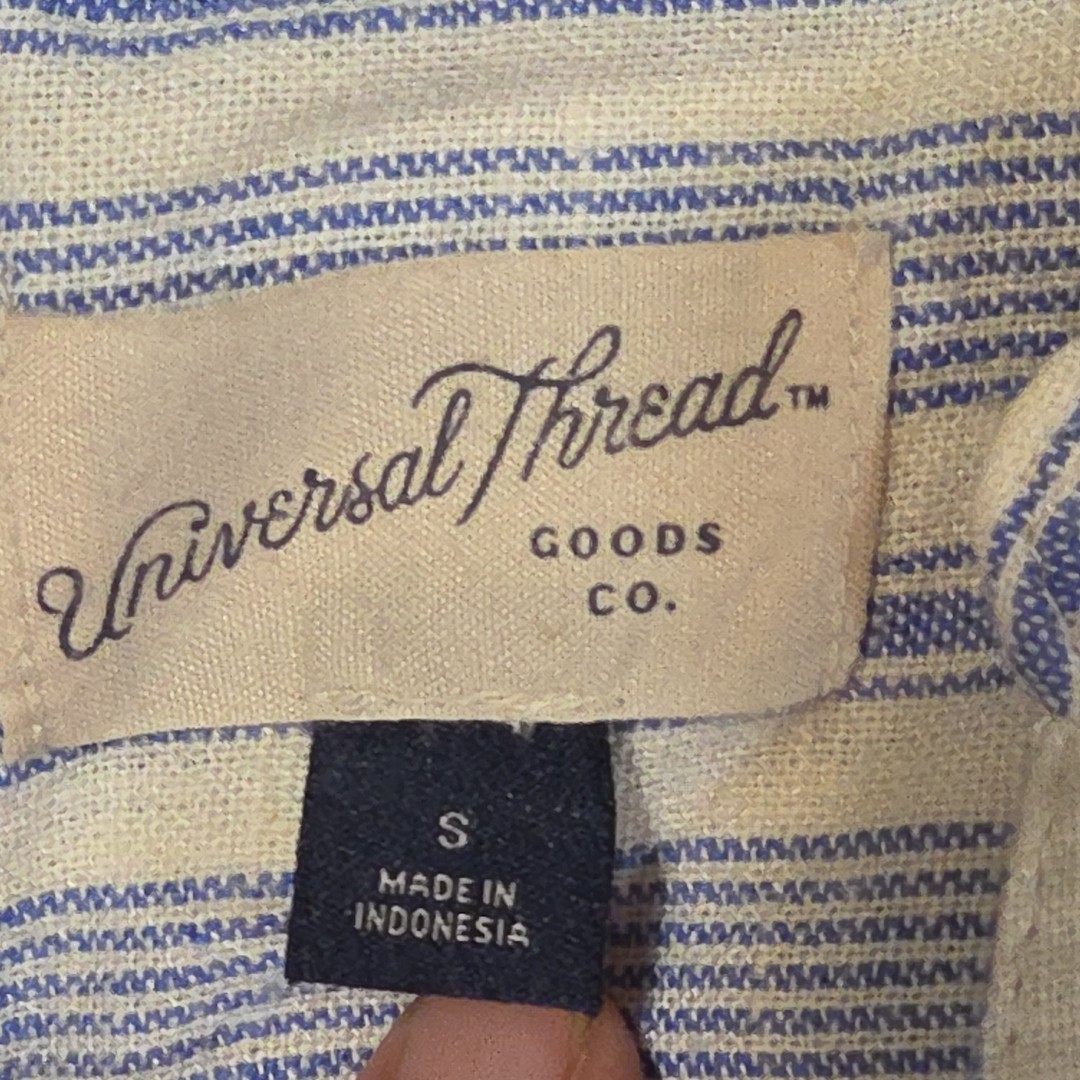 Universal Thread™
GOODS
CO.
S
MADE IN
INDONESIA